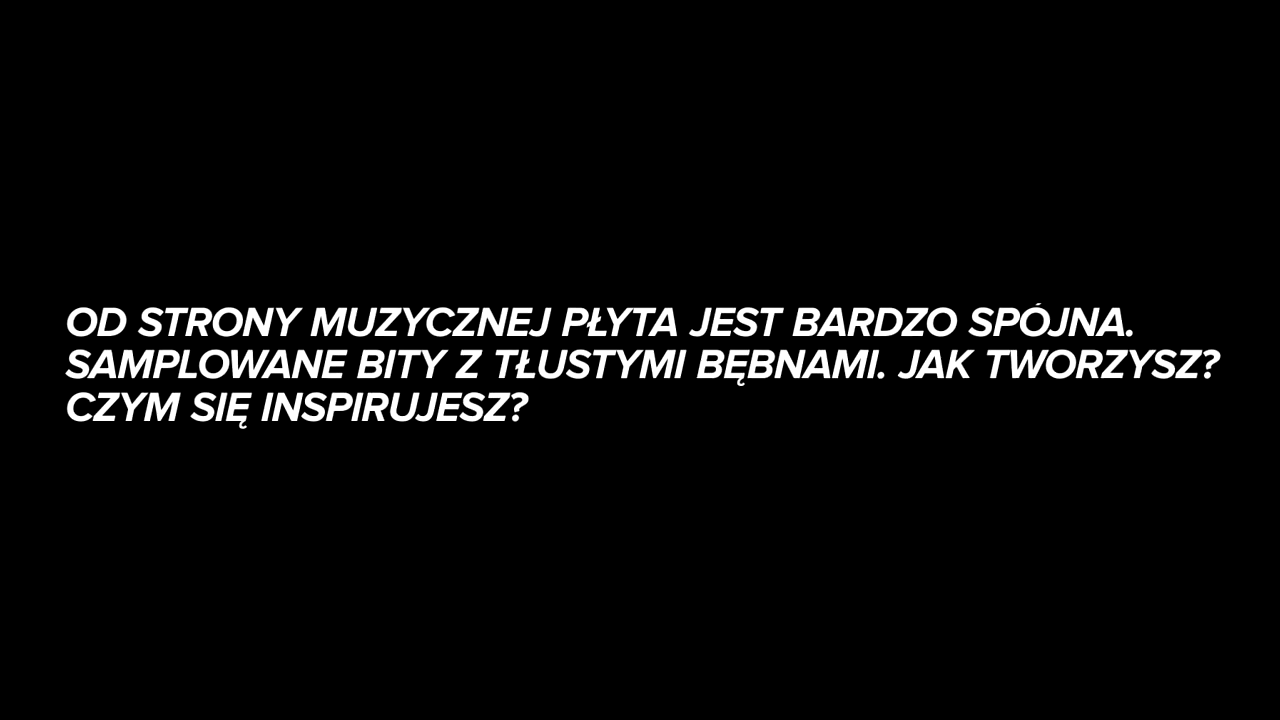 OD STRONY MUZYCZNEJ PŁYTA JEST BARDZO SPÓJNA.
SAMPLOWANE BITY Z TŁUSTYMI BĘBNAMI. JAK TWORZYSZ?
CZYM SIĘ INSPIRUJESZ?